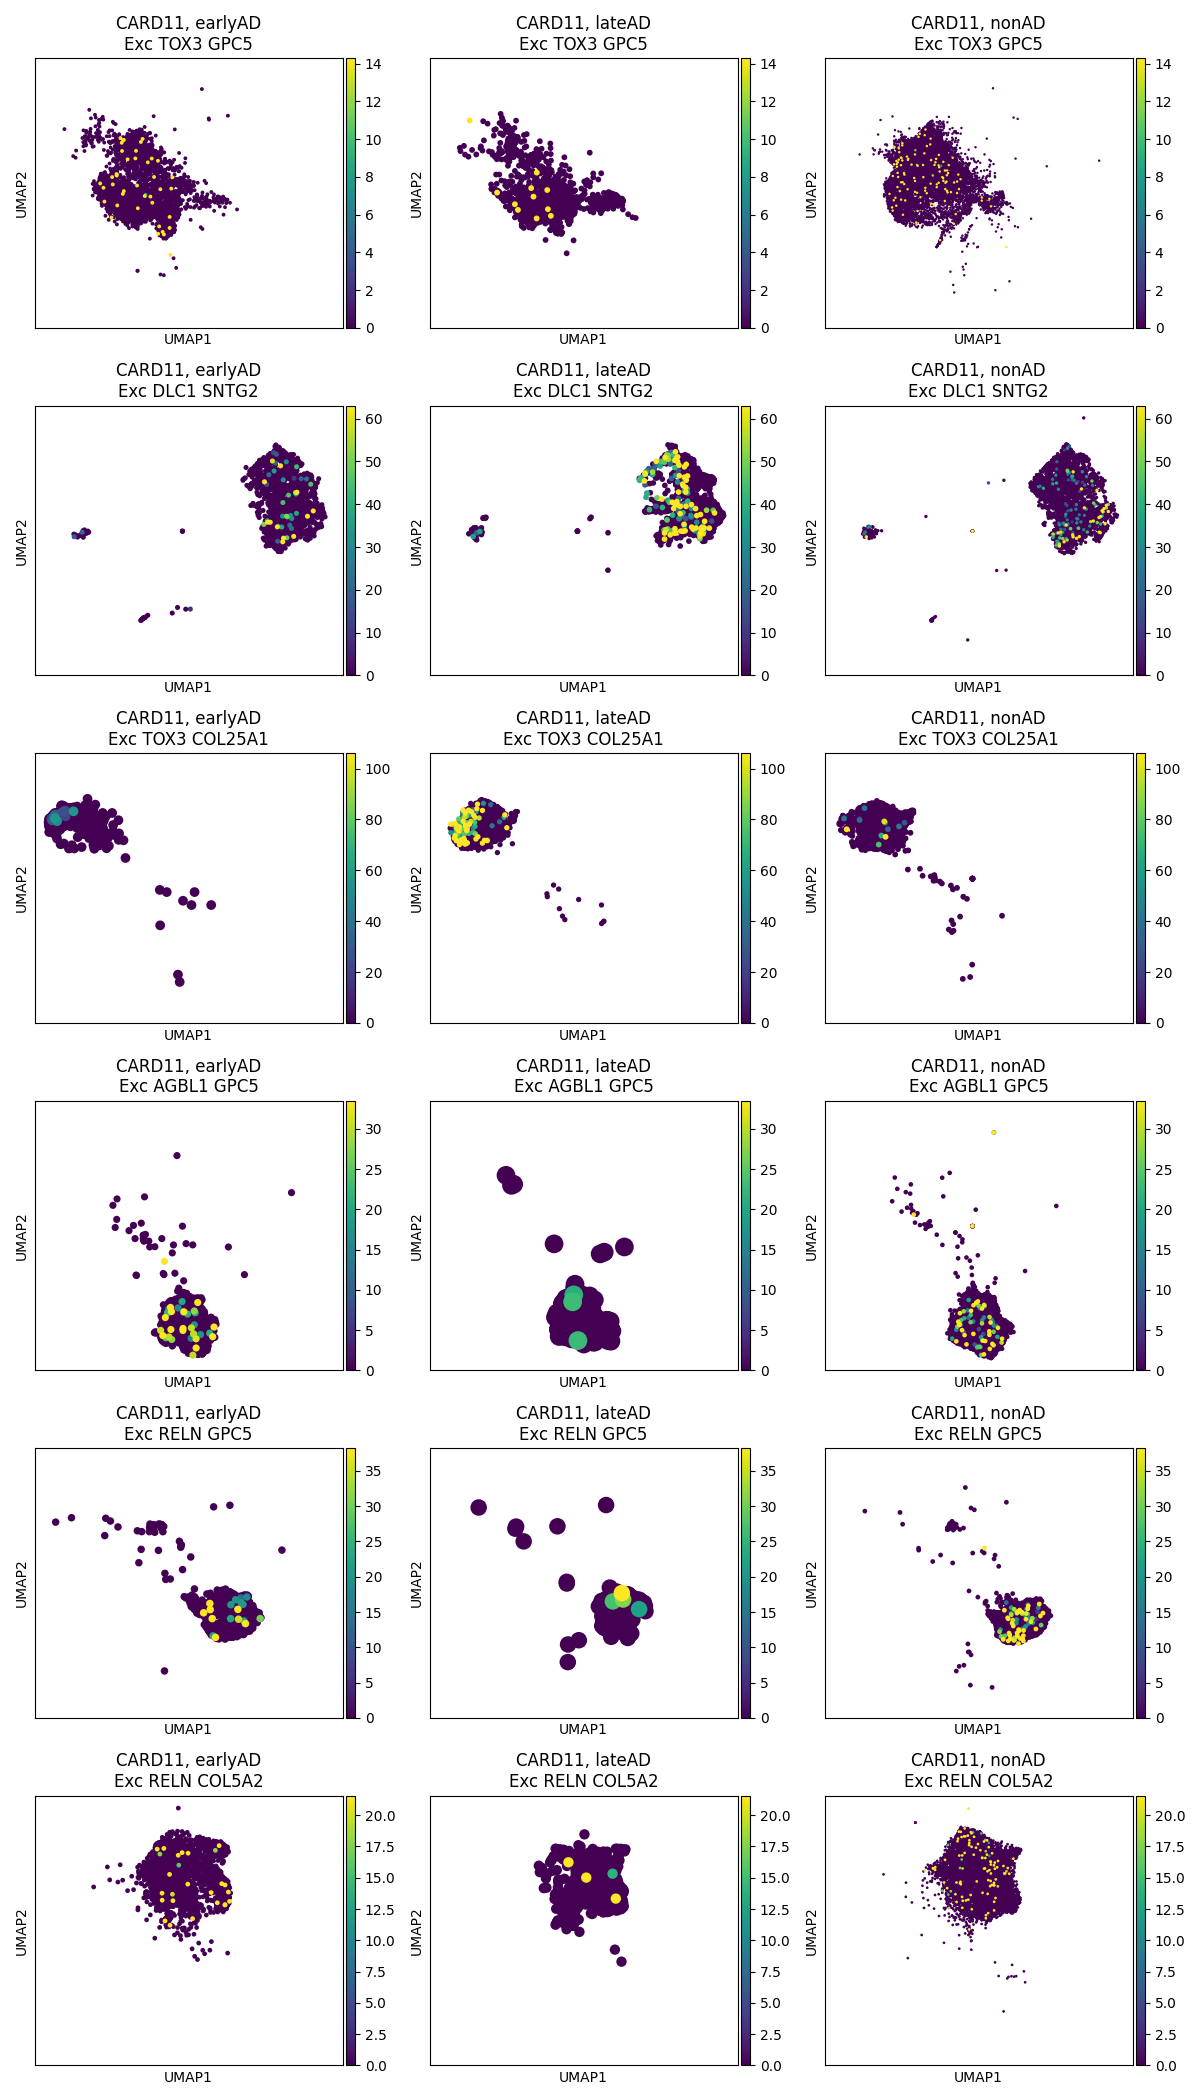 CARD11, earlyAD
Exc TOX3 GPC5
CARD11, lateAD
Exc TOX3 GPC5
CARD11, nonAD
Exc TOX3 GPC5
UMAP2
UMAP1
14
12
10
8
6
4
2
0
UMAP2
UMAP1
14
12
10
8
6
4
2
0
UMAP2
UMAP1
14
12
10
8
6
4
2
0
CARD11, earlyAD
Exc DLC1 SNTG2
CARD11, lateAD
Exc DLC1 SNTG2
CARD11, nonAD
Exc DLC1 SNTG2
UMAP2
UMAP1
60
50
40
30
20
10
0
UMAP2
UMAP1
60
50
40
30
20
10
0
UMAP2
UMAP1
60
50
40
30
20
10
0
CARD11, earlyAD
Exc TOX3 COL25A1
CARD11, lateAD
Exc TOX3 COL25A1
CARD11, nonAD
Exc TOX3 COL25A1
UMAP2
UMAP1
100
80
60
40
20
0
UMAP2
UMAP1
100
80
60
40
20
0
UMAP2
UMAP1
100
80
60
40
20
0
CARD11, earlyAD
Exc AGBL1 GPC5
CARD11, lateAD
Exc AGBL1 GPC5
CARD11, nonAD
Exc AGBL1 GPC5
UMAP2
UMAP1
30
25
20
15
10
5
0
UMAP2
UMAP1
30
25
20
15
10
5
0
UMAP2
UMAP1
30
25
20
15
10
5
0
CARD11, earlyAD
Exc RELN GPC5
CARD11, lateAD
Exc RELN GPC5
CARD11, nonAD
Exc RELN GPC5
UMAP2
UMAP1
35
30
25
20
15
10
5
0
UMAP2
UMAP1
35
30
25
20
15
10
5
0
UMAP2
UMAP1
35
30
25
20
15
10
5
0
CARD11, earlyAD
Exc RELN COL5A2
CARD11, lateAD
Exc RELN COL5A2
CARD11, nonAD
Exc RELN COL5A2
UMAP2
UMAP1
20.0
17.5
15.0
12.5
10.0
7.5
5.0
2.5
0.0
UMAP2
UMAP1
20.0
17.5
15.0
12.5
10.0
7.5
5.0
2.5
0.0
UMAP2
UMAP1
20.0
17.5
15.0
12.5
10.0
7.5
5.0
2.5
0.0